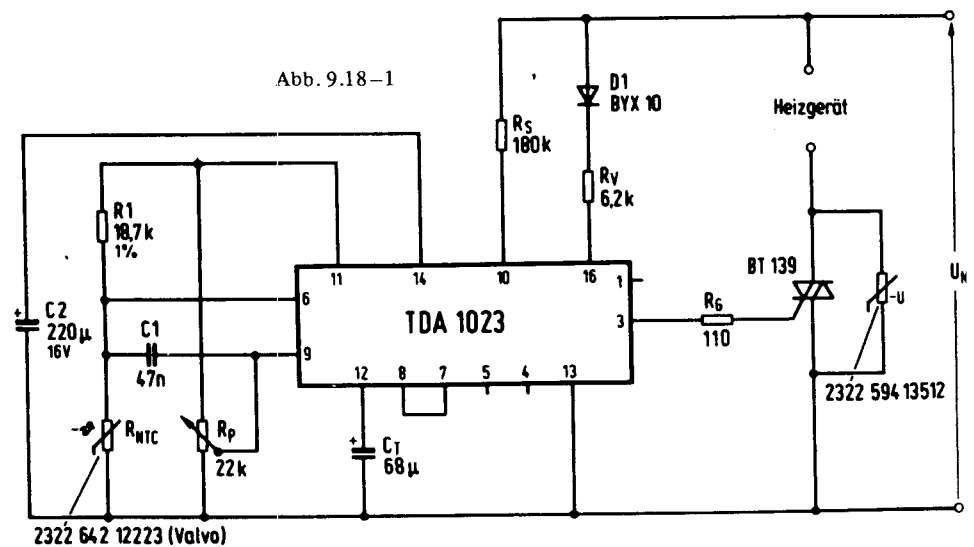 Abb. 9.18–1
D1
BYX 10
Heizgerät
RS
180k
RV
6,2k
R1
18,7k
1%
11
14
10
16
1
BT 139
UN
-U
C2
220µ
16V
+
6
TDA 1023
3
RG
110
C1
47n
9
12
8
7
5
4
13
2322 594 13512
-ϑ
RNTC
RP
22k
+
CT
68µ
2322 642 12223 (Valvo)